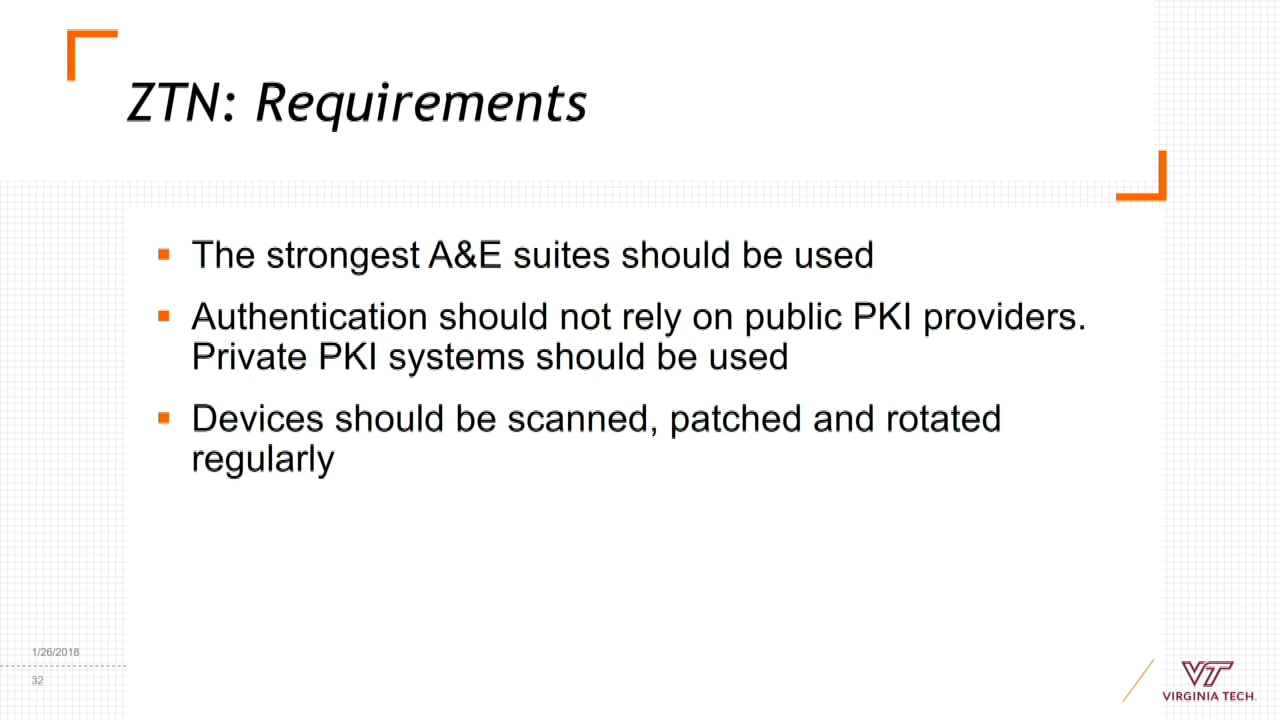 ZTN: Requirements
The strongest A&E suites should be used
Authentication should not rely on public PKI providers.
Private PKI systems should be used
Devices should be scanned, patched and rotated
regularly
1/26/2018
32
VT
VIRGINIA TECH